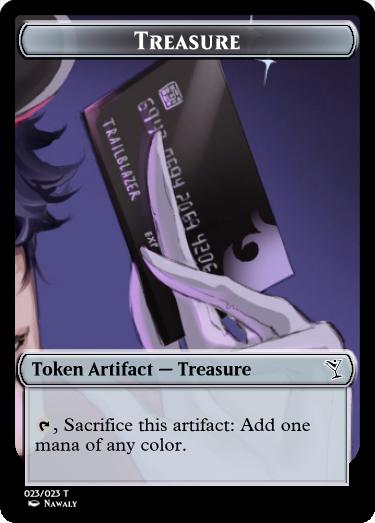 TREASURE
TRAILBLAZER
Token Artifact — Treasure
, Sacrifice this artifact: Add one
mana of any color.
023/023 T
NAWALY